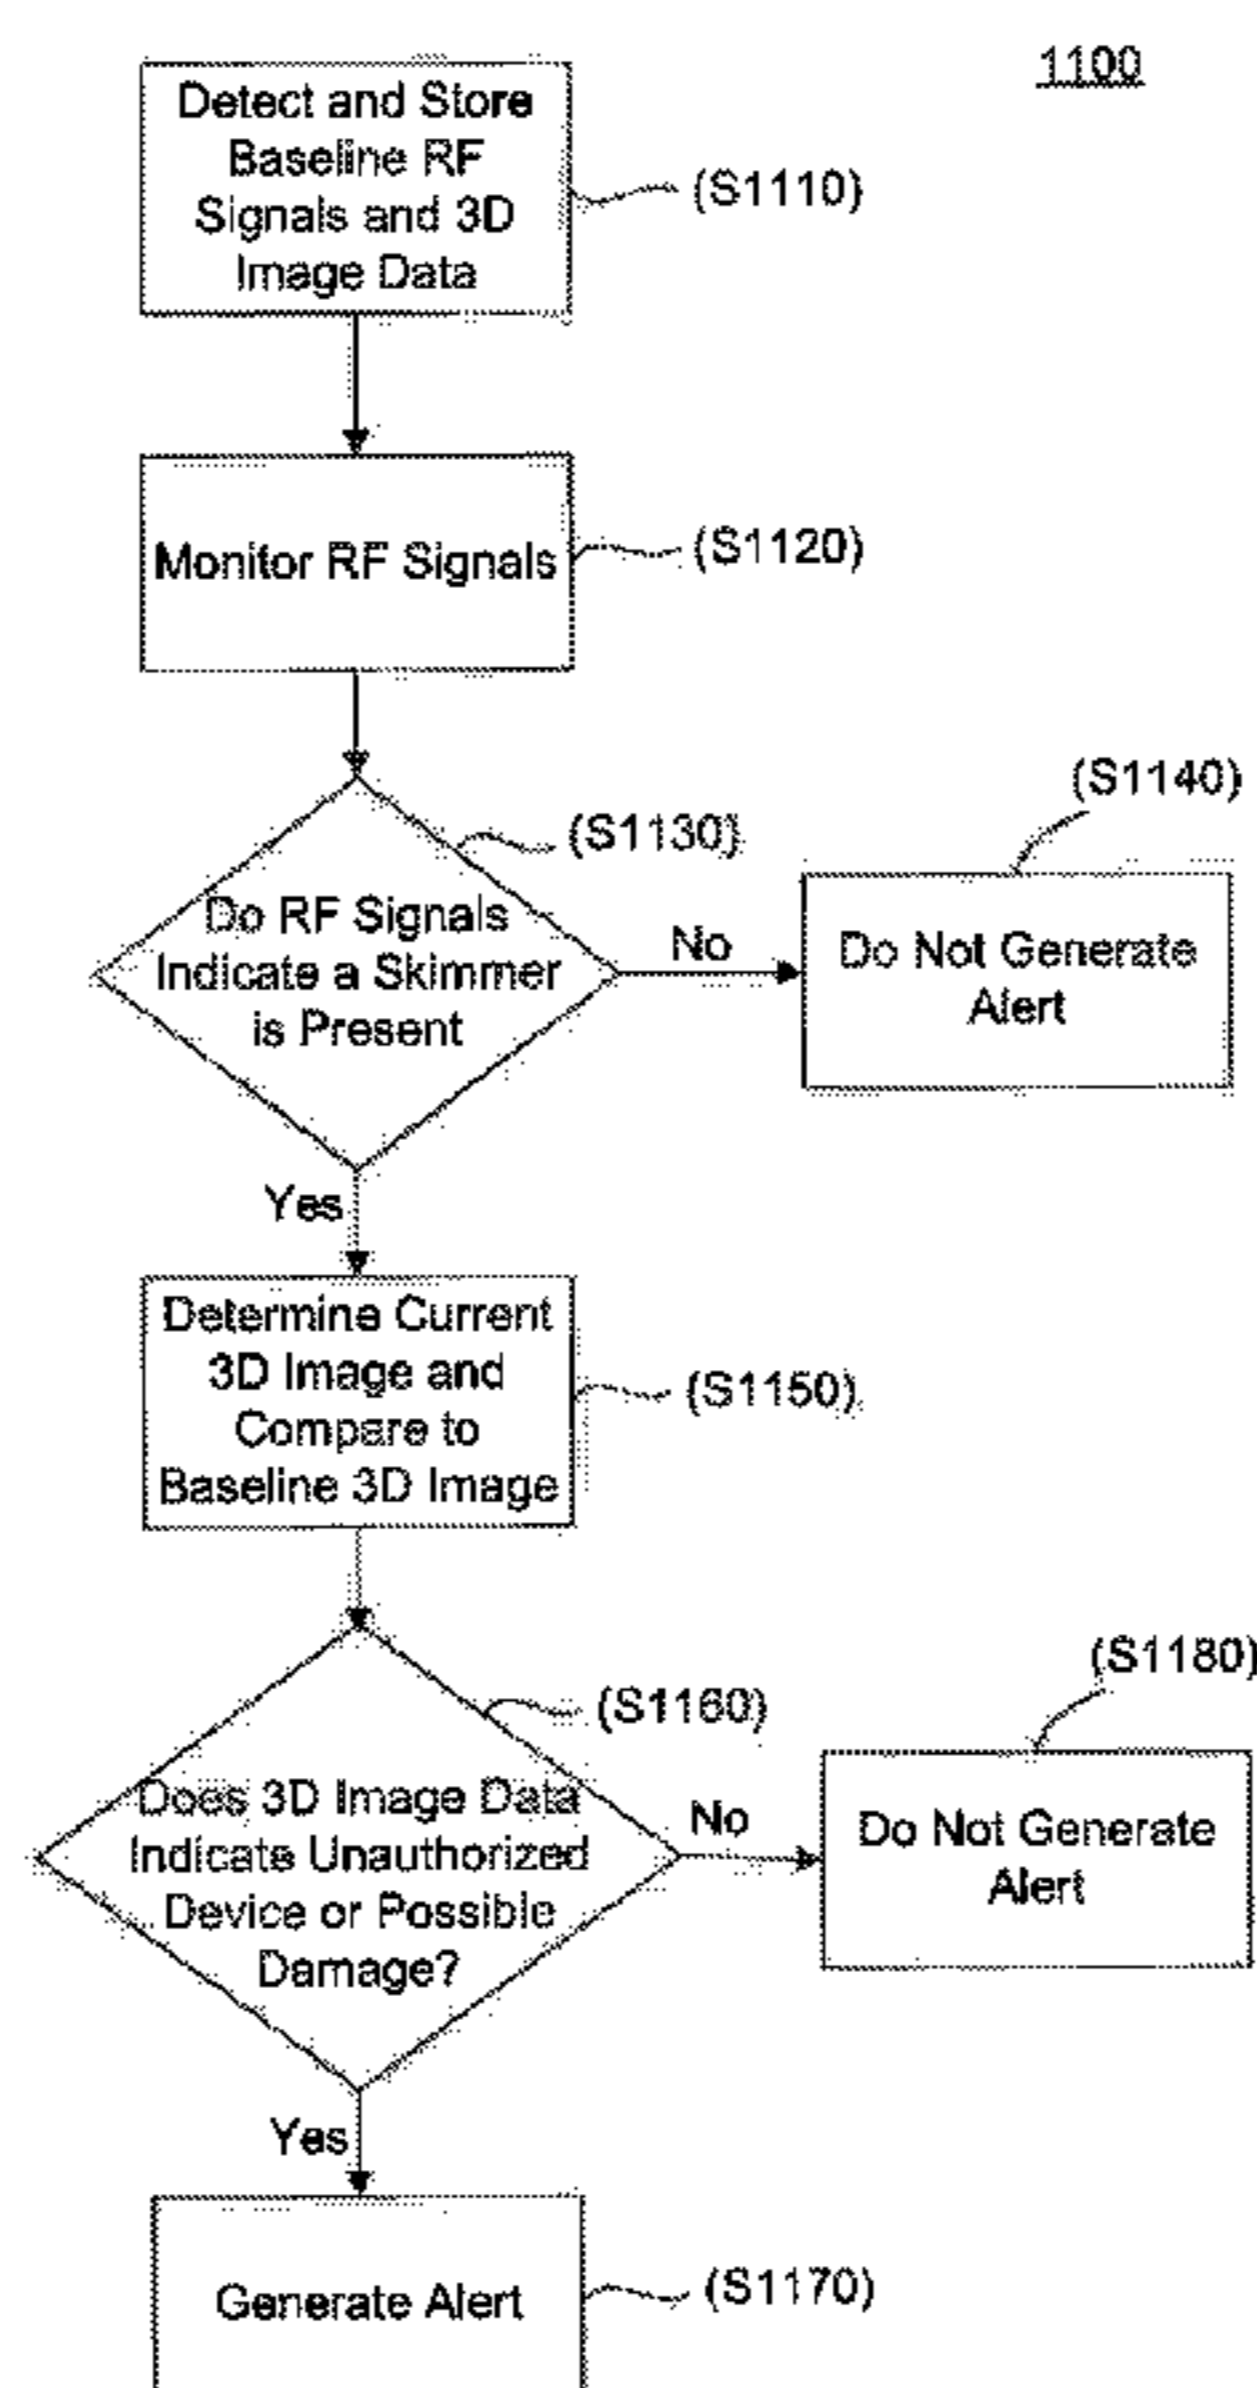 1100
Detect and Store
Baseline RF
Signals and 3D
Image Data
(S1110)
Monitor RF Signals
(S1120)
(S1130)
Do RF Signals
Indicate a Skimmer
is Present
No
(S1140)
Do Not Generate
Alert
Yes
Determine Current
3D Image and
Compare to
Baseline 3D Image
(S1150)
(S1160)
Does 3D Image Data
Indicate Unauthorized
Device or Possible
Damage?
No
(S1180)
Do Not Generate
Alert
Yes
Generate Alert
(S1170)